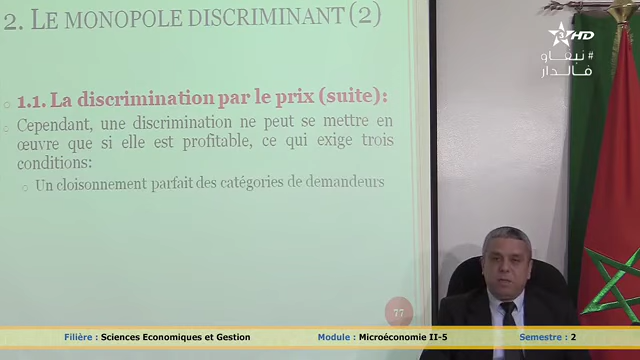 2. LE MONOPOLE DISCRIMINANT (2)
3 HD
#نبقاو
فالدار
1.1. La discrimination par le prix (suite):
Cependant, une discrimination ne peut se mettre en
œuvre que si elle est profitable, ce qui exige trois
conditions:
Un cloisonnement parfait des catégories de demandeurs
77
Filière : Sciences Economiques et Gestion Module : Microéconomie II-5 Semestre : 2